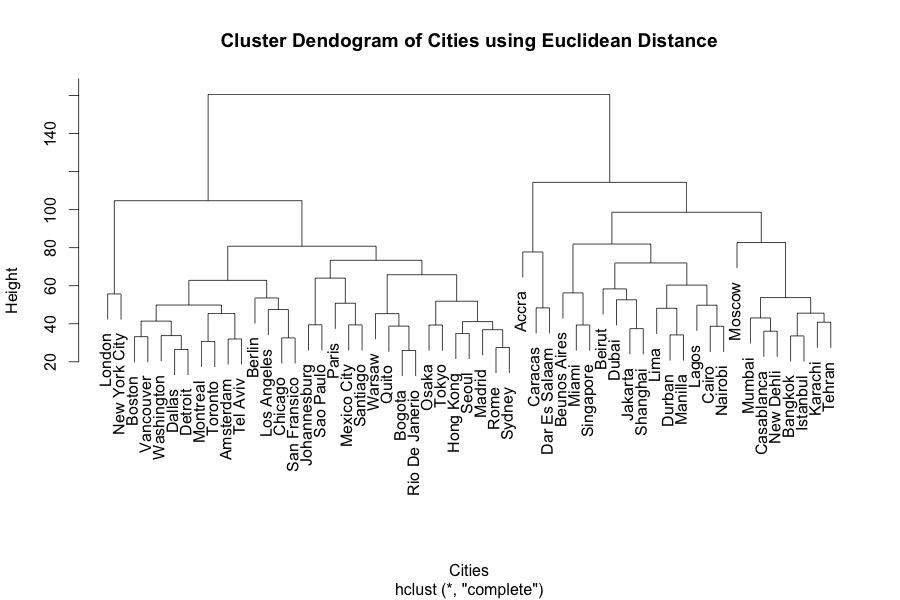 Cluster Dendogram of Cities using Euclidean Distance
Height
20
40
60
80
100
140
London
New York City
Boston
Vancouver
Washington
Dallas
Detroit
Montreal
Toronto
Amsterdam
Tel Aviv
Berlin
Los Angeles
Chicago
San Fransico
Johannesburg
Sao Paulo
Paris
Mexico City
Santiago
Warsaw
Quito
Bogota
Rio De Janerio
Osaka
Tokyo
Hong Kong
Seoul
Madrid
Rome
Sydney
Accra
Caracas
Dar Es Salaam
Beunos Aires
Miami
Singapore
Beirut
Dubai
Jakarta
Shanghai
Lima
Durban
Manilla
Lagos
Cairo
Nairobi
Moscow
Mumbai
Casablanca
New Dehli
Bangkok
Istanbul
Karachi
Tehran
Cities
hclust (*, "complete")